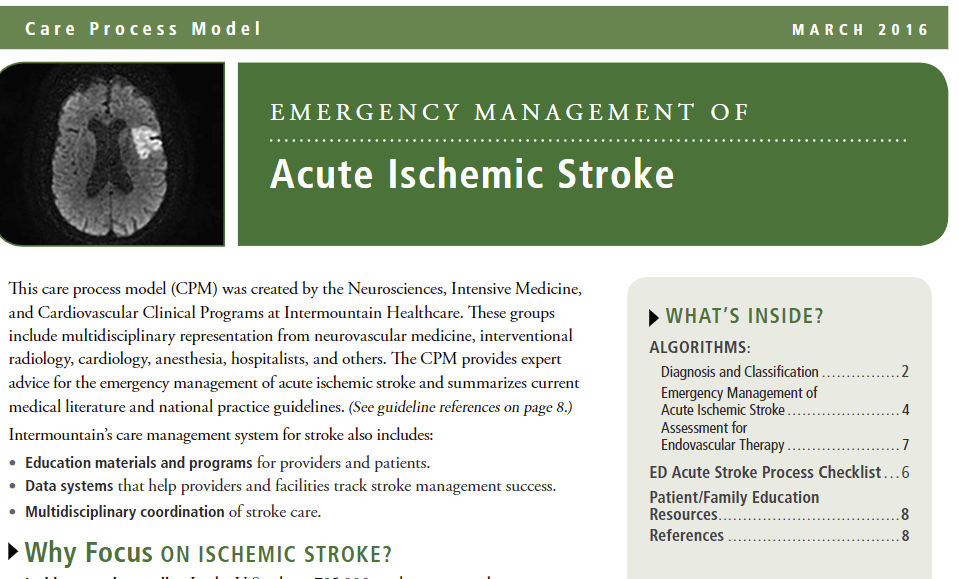 Care Process Model
MARCH 2016
EMERGENCY MANAGEMENT OF
Acute Ischemic Stroke
This care process model (CPM) was created by the Neurosciences, Intensive Medicine,
and Cardiovascular Clinical Programs at Intermountain Healthcare. These groups
include multidisciplinary representation from neurovascular medicine, interventional
radiology, cardiology, anesthesia, hospitalists, and others. The CPM provides expert
advice for the emergency management of acute ischemic stroke and summarizes current
medical literature and national practice guidelines. (See guideline references on page 8.)
Intermountain's care management system for stroke also includes:
• Education materials and programs for providers and patients.
• Data systems that help providers and facilities track stroke management success.
• Multidisciplinary coordination of stroke care.
Why Focus ON ISCHEMIC STROKE?
WHAT'S INSIDE?
ALGORITHMS:
Diagnosis and Classification ................2
Emergency Management of
Acute Ischemic Stroke.......................4
Assessment for
Endovascular Therapy.......................7
ED Acute Stroke Process Checklist...6
Patient/Family Education
Resources....................................8
References ..................................8